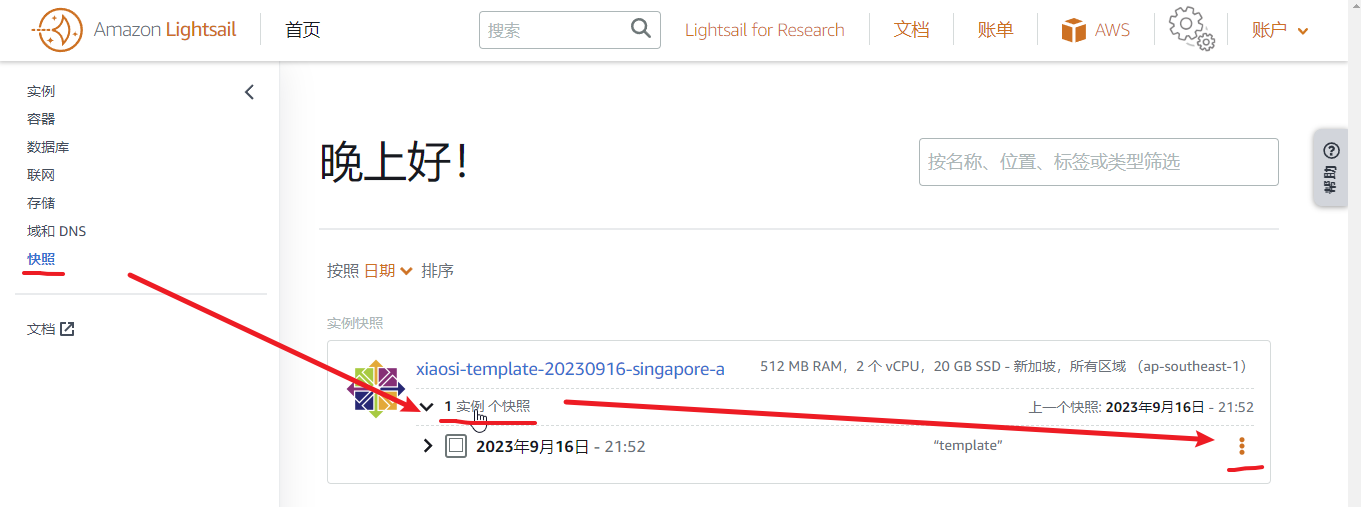 Amazon Lightsail 首页 搜索 Lightsail for Research 文档 账单 AWS 账户
实例
容器
数据库
联网
存储
域和 DNS
快照
文档
晚上好！
按名称、位置、标签或类型筛选
帮助
按照 日期 排序
实例快照
xiaosi-template-20230916-singapore-a 512 MB RAM，2 个 vCPU，20 GB SSD - 新加坡，所有区域 （ap-southeast-1）
1 实例 个快照 上一个快照: 2023年9月16日 - 21:52
2023年9月16日 - 21:52 “template”